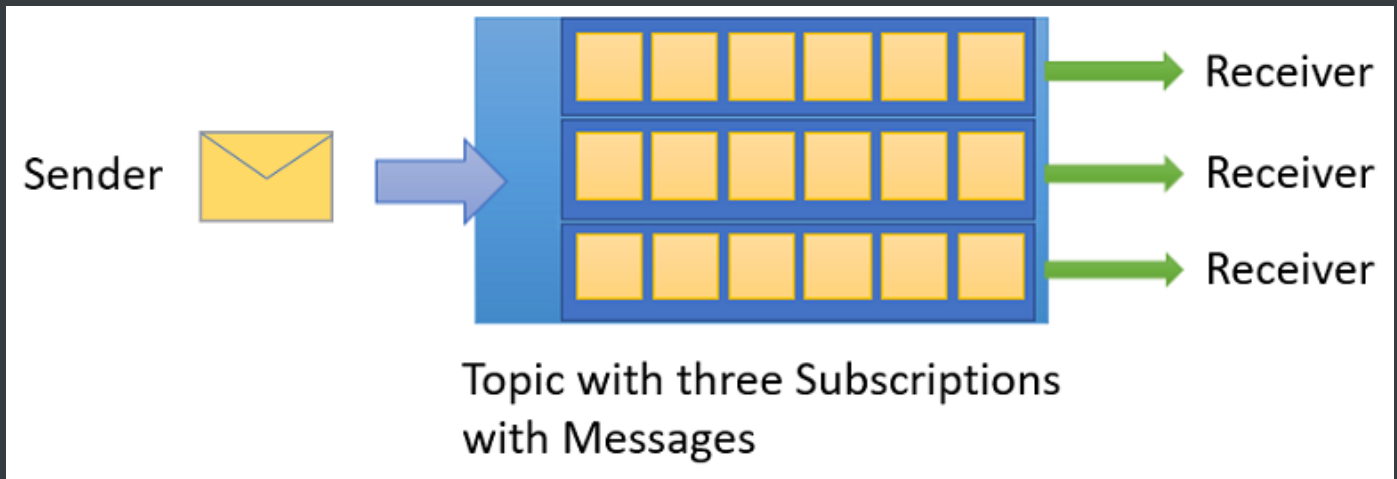 Sender
Receiver
Receiver
Receiver
Topic with three Subscriptions
with Messages